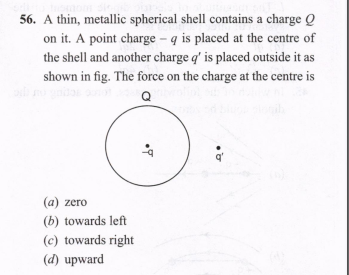 56. A thin, metallic spherical shell contains a charge Q
on it. A point charge – q is placed at the centre of
the shell and another charge q′ is placed outside it as
shown in fig. The force on the charge at the centre is
Q
–q
q'
(a) zero
(b) towards left
(c) towards right
(d) upward